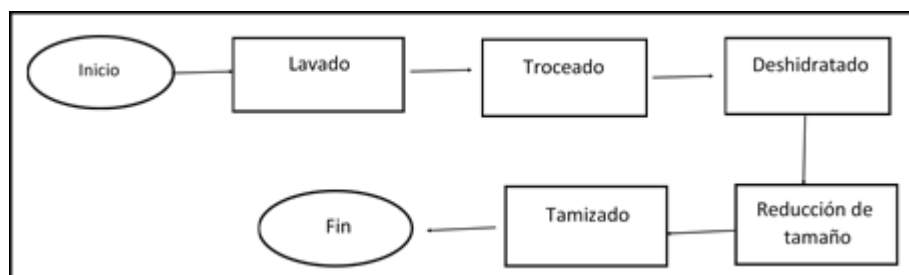 Inicio
Lavado
Troceado
Deshidratado
Reducción de
tamaño
Tamizado
Fin